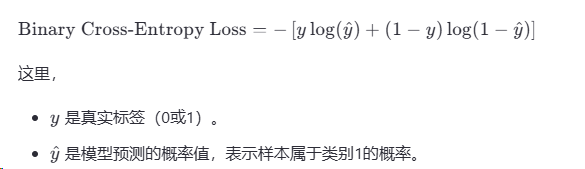 Binary Cross-Entropy Loss = − [y log(ŷ) + (1 − y) log(1 − ŷ)]
这里，
• y 是真实标签（0或1）。
• ŷ 是模型预测的概率值，表示样本属于类别1的概率。